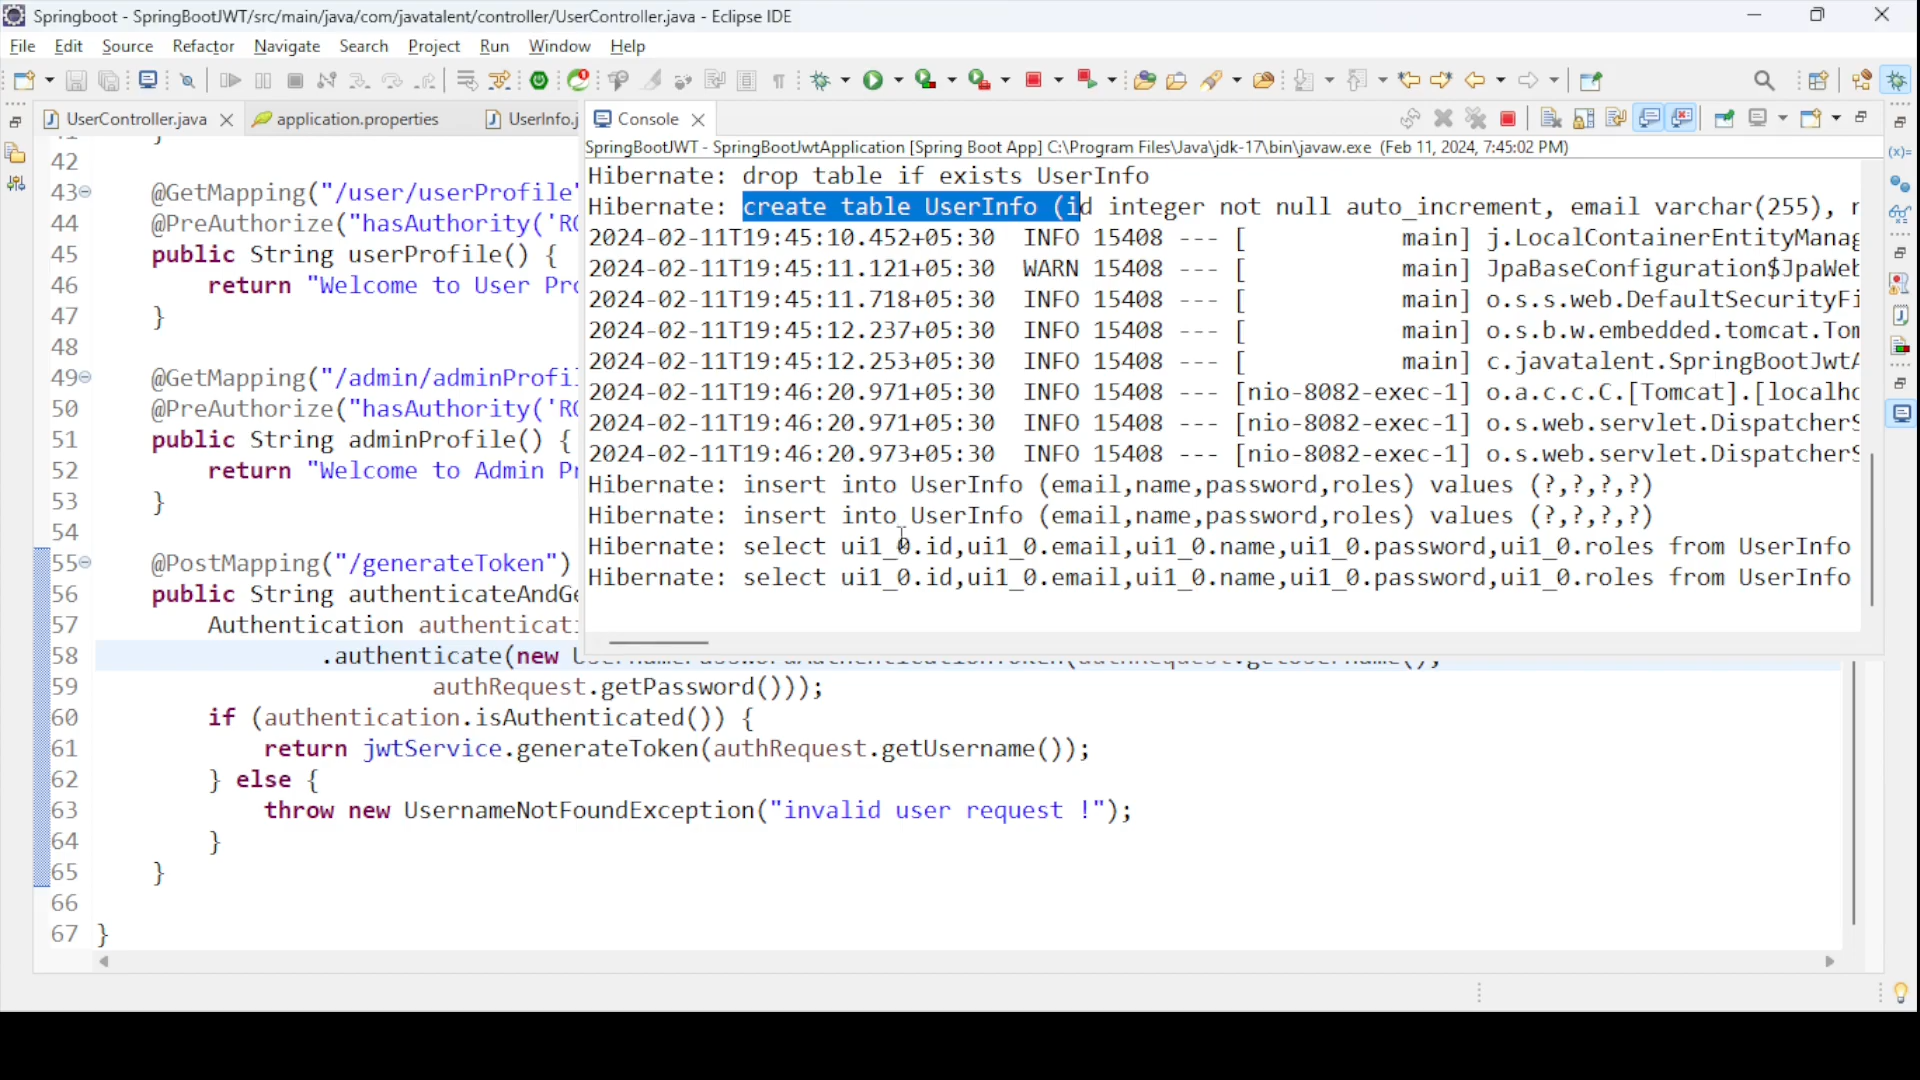 Springboot - SpringBootJWT/src/main/java/com/javatalent/controller/UserController.java - Eclipse IDE
File Edit Source Refactor Navigate Search Project Run Window Help
UserController.java application.properties UserInfo.j
42
43 @GetMapping("/user/userProfile"
44 @PreAuthorize("hasAuthority('RO
45 public String userProfile() {
46 return "Welcome to User Pro
47 }
48
49 @GetMapping("/admin/adminProfi
50 @PreAuthorize("hasAuthority('RO
51 public String adminProfile() {
52 return "Welcome to Admin Pr
53 }
54
55 @PostMapping("/generateToken")
56 public String authenticateAndGe
57 Authentication authenticati
58 .authenticate(new UsernamePasswordAuthenticationToken(authRequest.getUsername(),
59 authRequest.getPassword()));
60 if (authentication.isAuthenticated()) {
61 return jwtService.generateToken(authRequest.getUsername());
62 } else {
63 throw new UsernameNotFoundException("invalid user request !");
64 }
65 }
66
67 }
Console
SpringBootJWT - SpringBootJwtApplication [Spring Boot App] C:\Program Files\Java\jdk-17\bin\javaw.exe (Feb 11, 2024, 7:45:02 PM)
Hibernate: drop table if exists UserInfo
Hibernate: create table UserInfo (id integer not null auto_increment, email varchar(255), n
2024-02-11T19:45:10.452+05:30 INFO 15408 --- [ main] j.LocalContainerEntityManag
2024-02-11T19:45:11.121+05:30 WARN 15408 --- [ main] JpaBaseConfiguration$JpaWeb
2024-02-11T19:45:11.718+05:30 INFO 15408 --- [ main] o.s.s.web.DefaultSecurityFi
2024-02-11T19:45:12.237+05:30 INFO 15408 --- [ main] o.s.b.w.embedded.tomcat.Tom
2024-02-11T19:45:12.253+05:30 INFO 15408 --- [ main] c.javatalent.SpringBootJwtA
2024-02-11T19:46:20.971+05:30 INFO 15408 --- [nio-8082-exec-1] o.a.c.c.C.[Tomcat].[localho
2024-02-11T19:46:20.971+05:30 INFO 15408 --- [nio-8082-exec-1] o.s.web.servlet.DispatcherS
2024-02-11T19:46:20.973+05:30 INFO 15408 --- [nio-8082-exec-1] o.s.web.servlet.DispatcherS
Hibernate: insert into UserInfo (email,name,password,roles) values (?,?,?,?)
Hibernate: insert into UserInfo (email,name,password,roles) values (?,?,?,?)
Hibernate: select ui1_0.id,ui1_0.email,ui1_0.name,ui1_0.password,ui1_0.roles from UserInfo
Hibernate: select ui1_0.id,ui1_0.email,ui1_0.name,ui1_0.password,ui1_0.roles from UserInfo